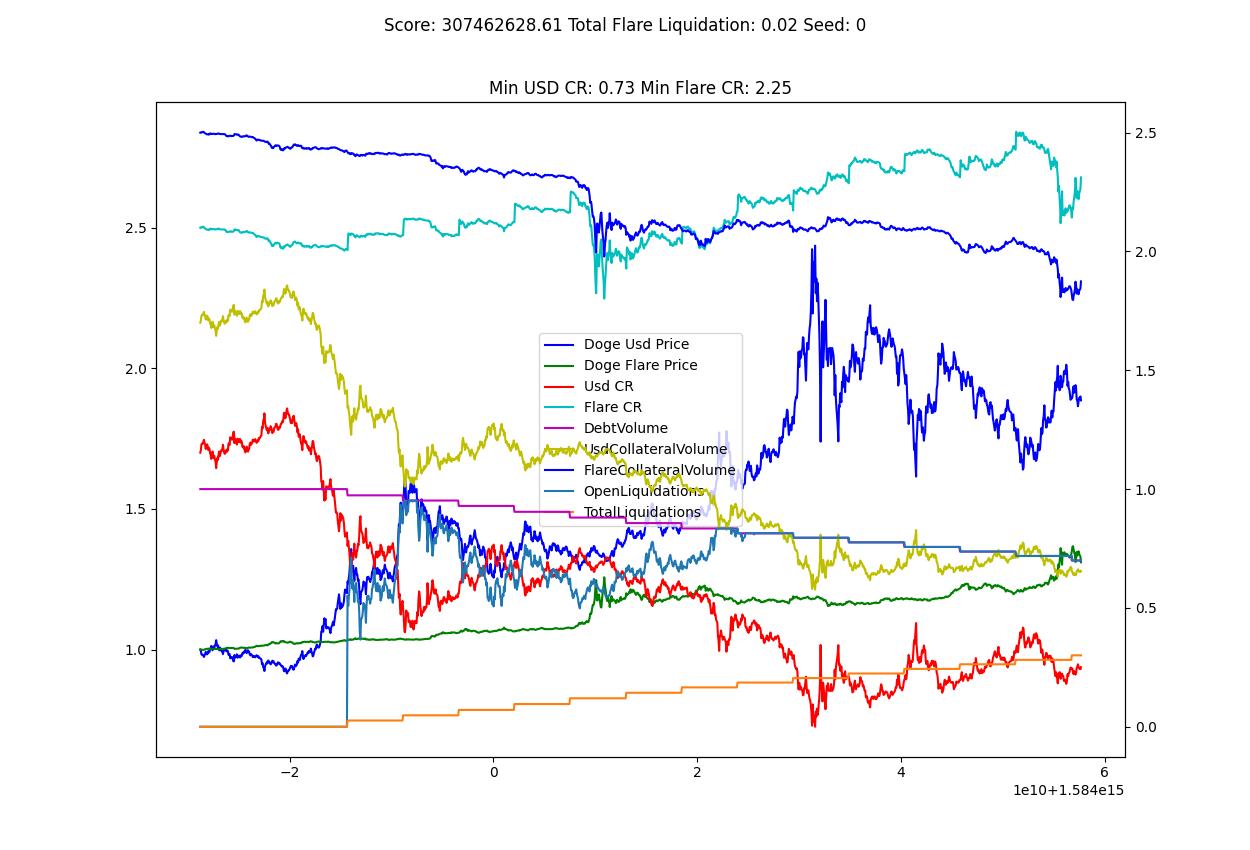 Score: 307462628.61 Total Flare Liquidation: 0.02 Seed: 0
Min USD CR: 0.73 Min Flare CR: 2.25
2.5
2.0
1.5
1.0
2.5
2.0
1.5
1.0
0.5
0.0
Doge Usd Price
Doge Flare Price
Usd CR
Flare CR
DebtVolume
UsdCollateralVolume
FlareCollateralVolume
OpenLiquidations
TotalLiquidations
−2 0 2 4 6
1e10+1.584e15